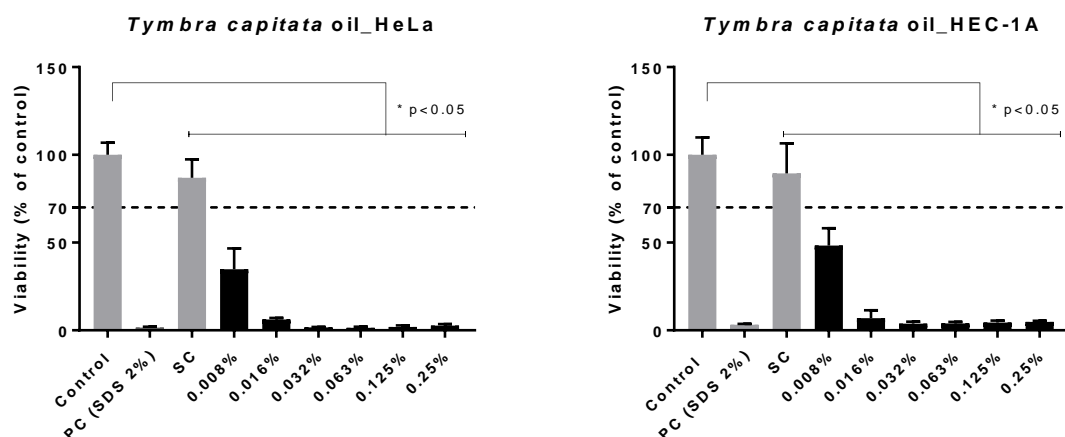 Tymbra capitata oil_HeLa
Viability (% of control)
150
100
70
50
0
* p<0.05
Control
PC (SDS 2%)
SC
0.008%
0.016%
0.032%
0.063%
0.125%
0.25%
Tymbra capitata oil_HEC-1A
Viability (% of control)
150
100
70
50
0
* p<0.05
Control
PC (SDS 2%)
SC
0.008%
0.016%
0.032%
0.063%
0.125%
0.25%